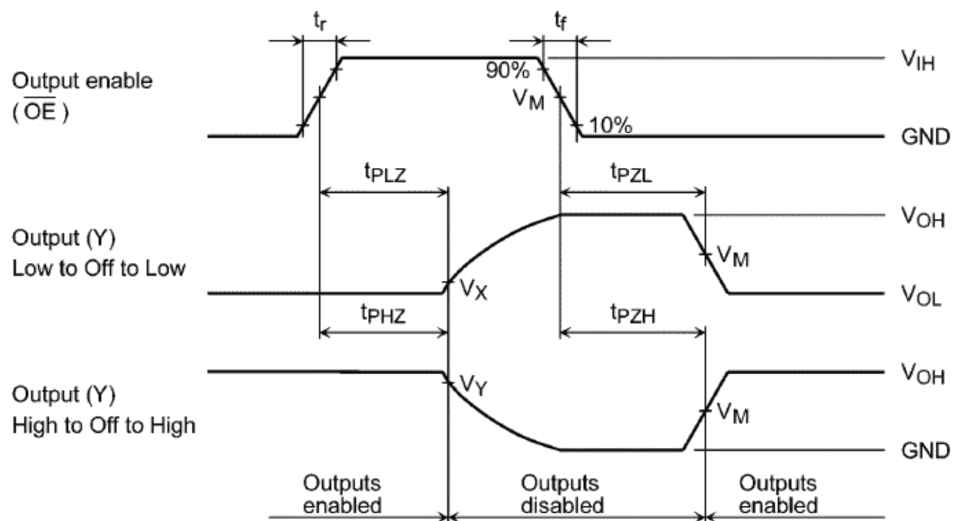 tr
tf
Output enable
( OE )
90%
VM
10%
VIH
GND
tPLZ
tPZL
Output (Y)
Low to Off to Low
VX
VM
VOH
VOL
tPHZ
tPZH
Output (Y)
High to Off to High
VY
VM
VOH
GND
Outputs
enabled
Outputs
disabled
Outputs
enabled